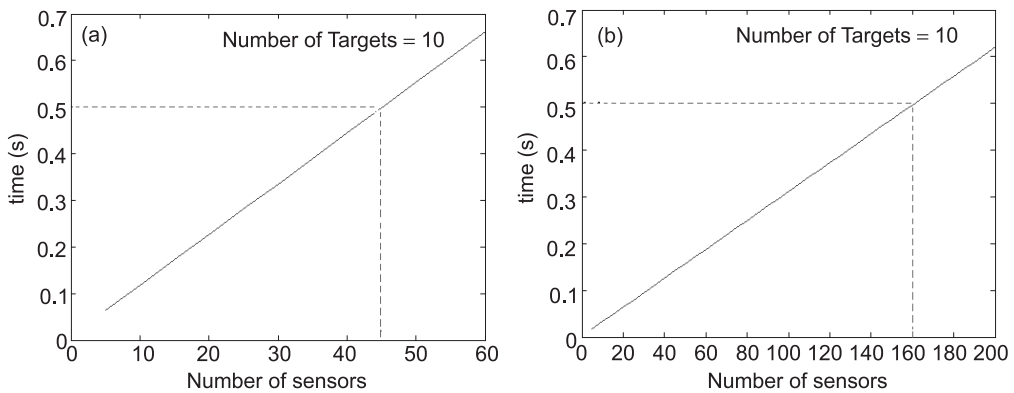 (a)
Number of Targets = 10
0.7
0.6
0.5
0.4
0.3
0.2
0.1
0
time (s)
0 10 20 30 40 50 60
Number of sensors
(b)
Number of Targets = 10
0.7
0.6
0.5
0.4
0.3
0.2
0.1
0
time (s)
0 20 40 60 80 100 120 140 160 180 200
Number of sensors